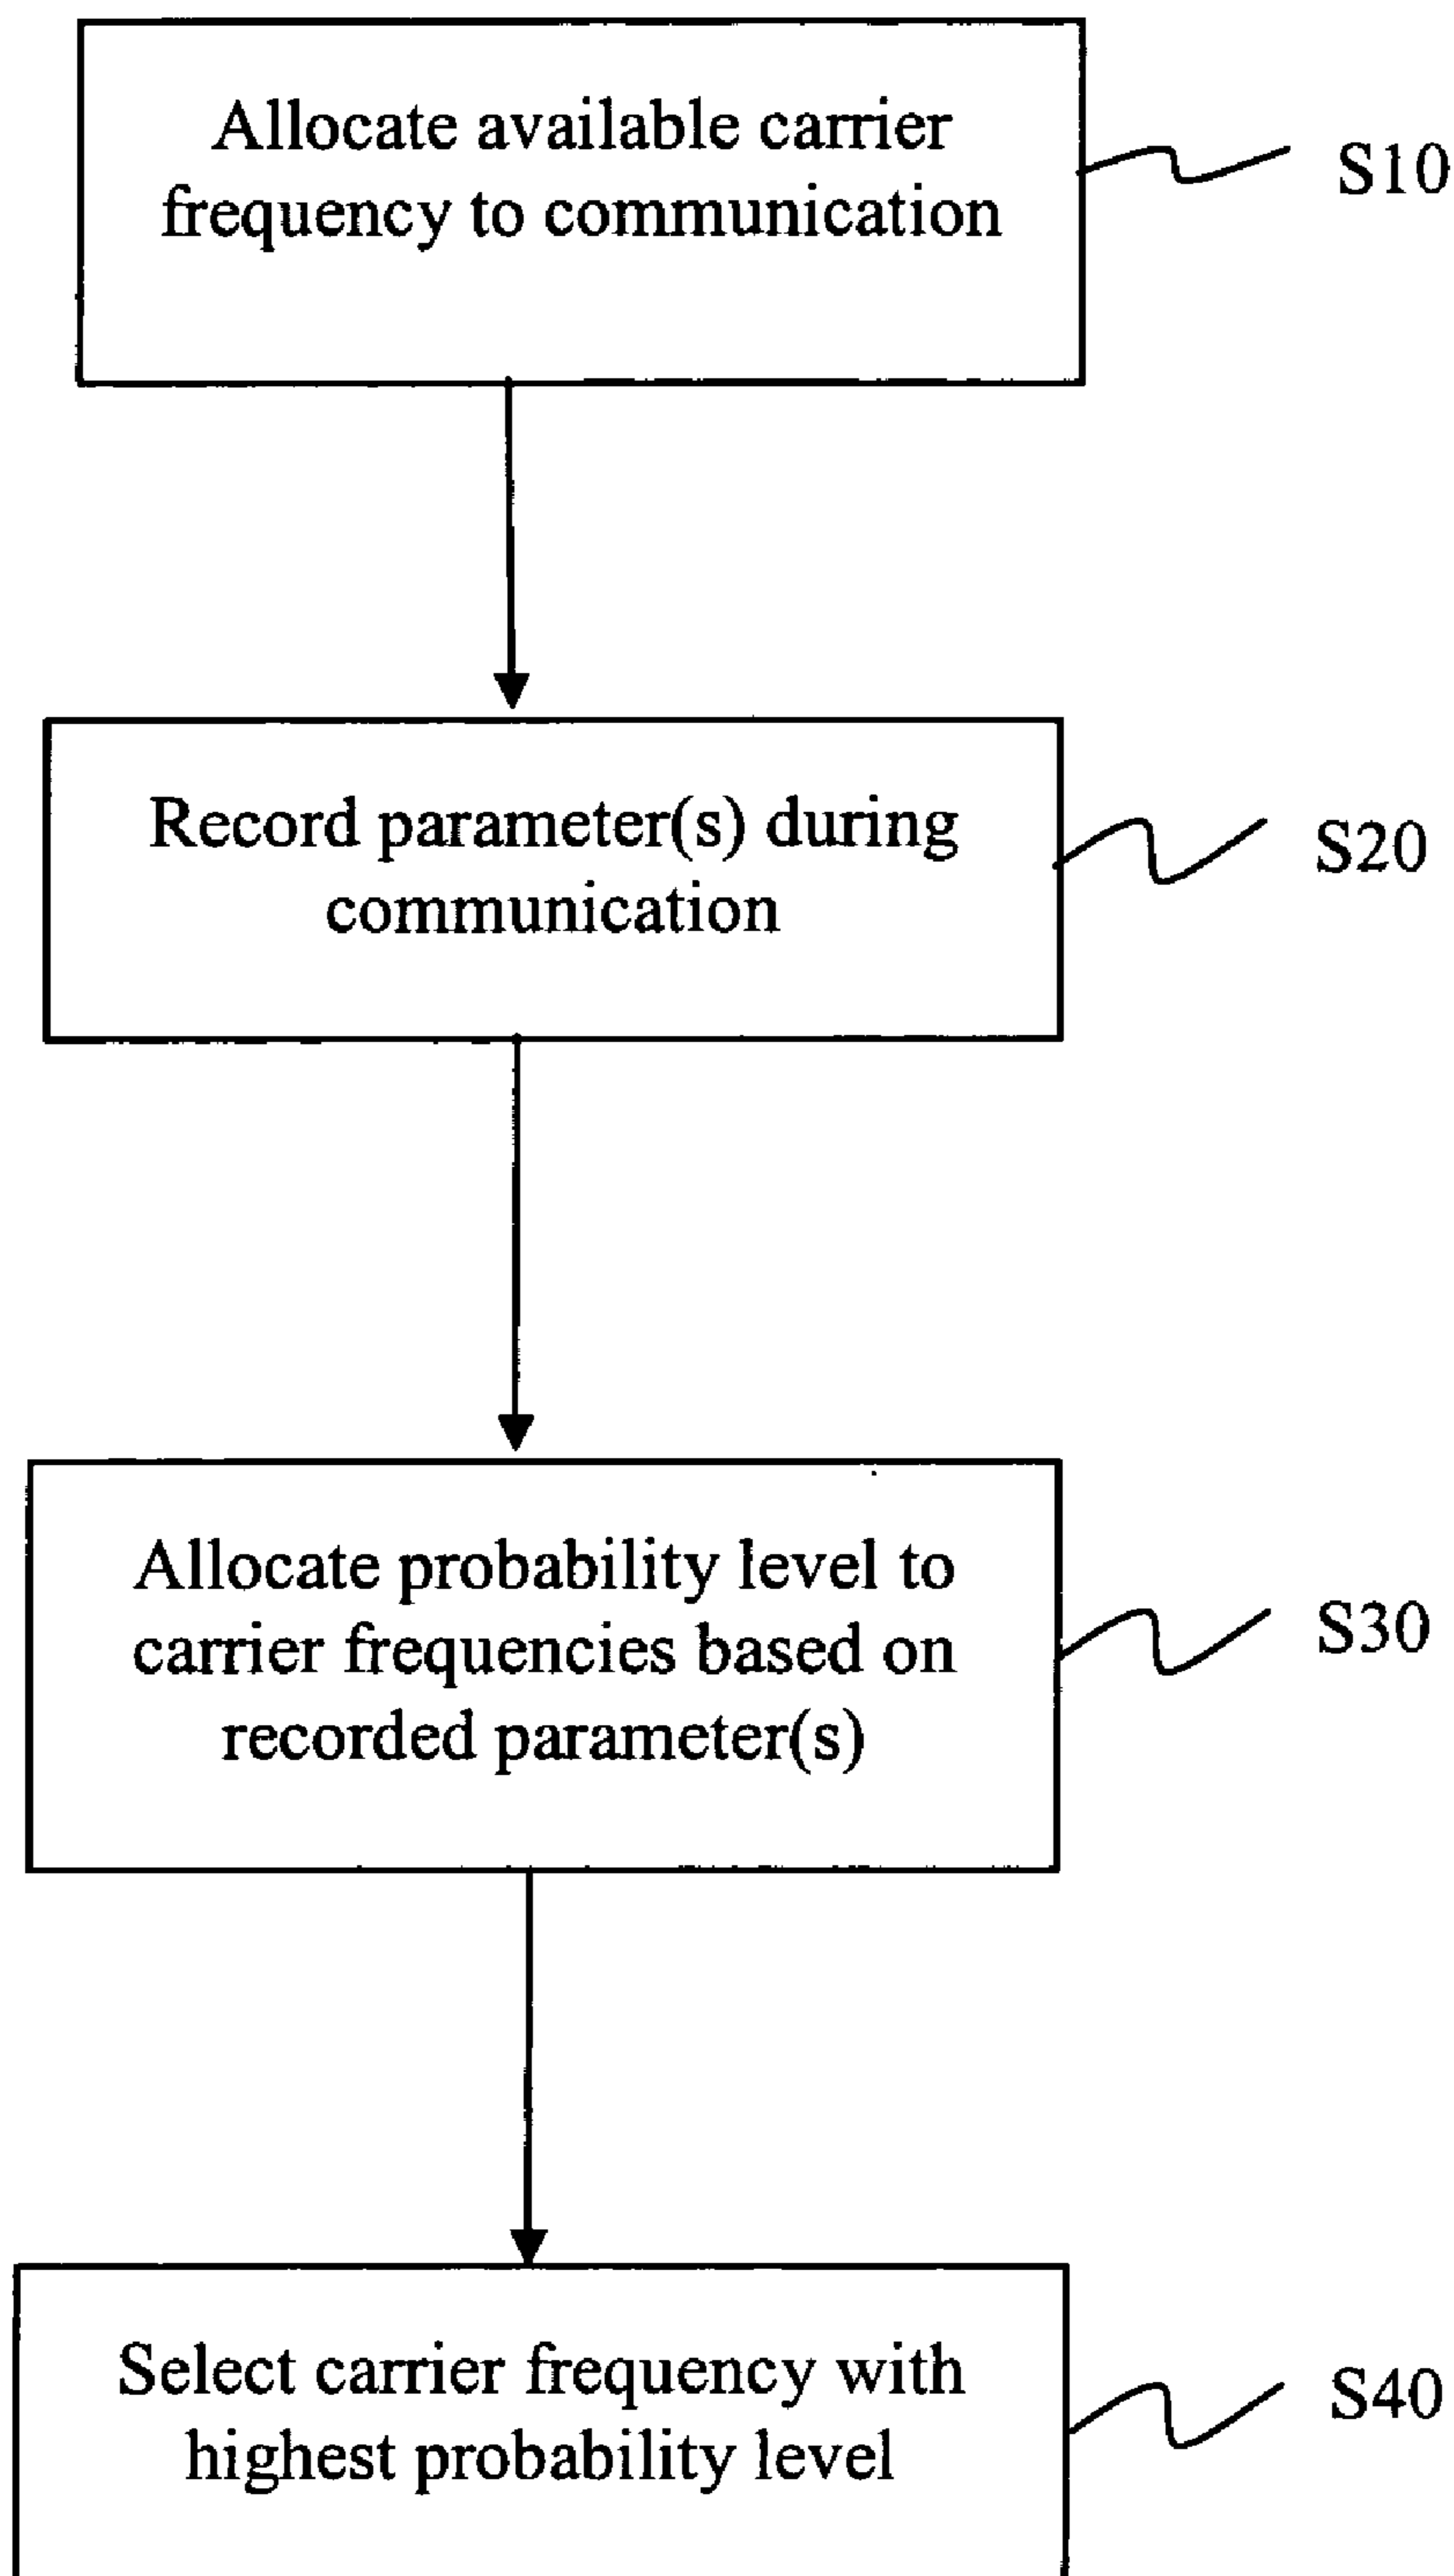 Allocate available carrier
frequency to communication
S10
Record parameter(s) during
communication
S20
Allocate probability level to
carrier frequencies based on
recorded parameter(s)
S30
Select carrier frequency with
highest probability level
S40